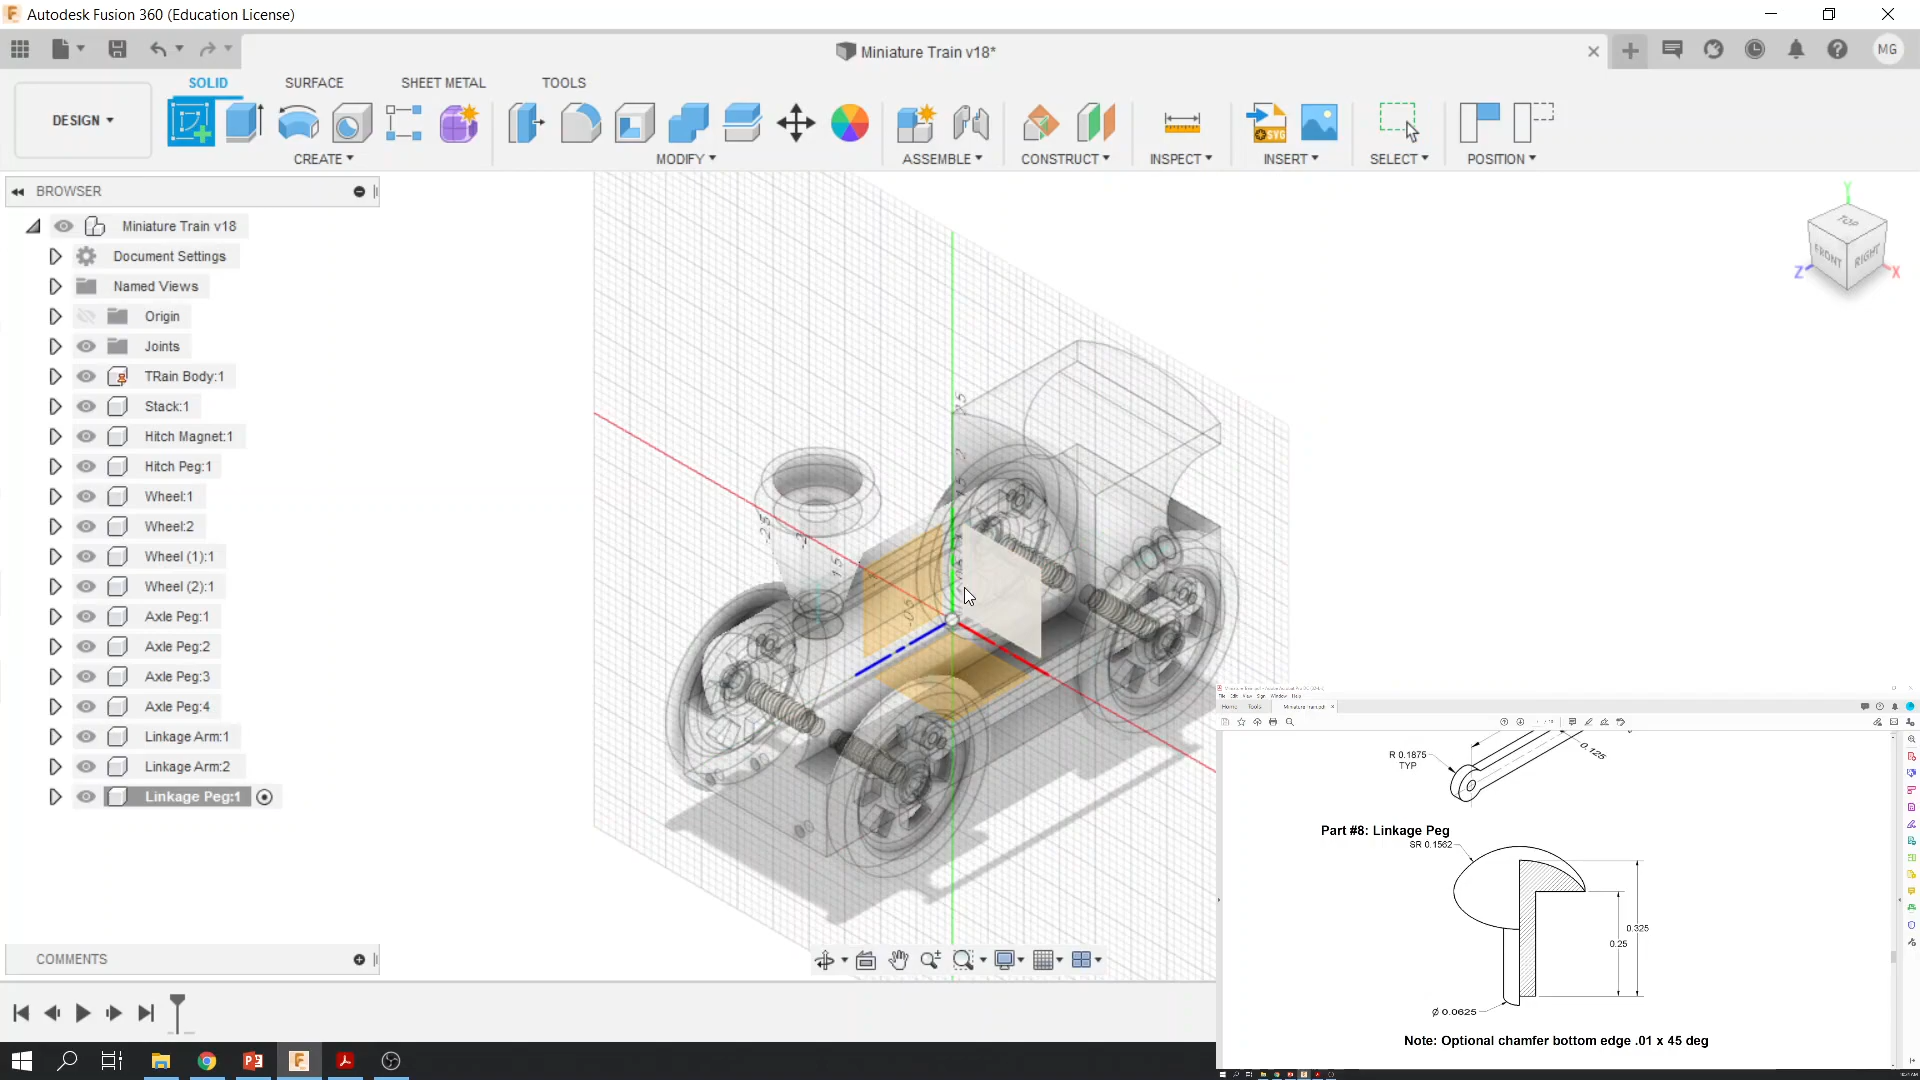 Autodesk Fusion 360 (Education License)
Miniature Train v18*
MG
SOLID
SURFACE
SHEET METAL
TOOLS
DESIGN
CREATE
MODIFY
ASSEMBLE
CONSTRUCT
INSPECT
INSERT
SELECT
POSITION
BROWSER
Miniature Train v18
Document Settings
Named Views
Origin
Joints
TRain Body:1
Stack:1
Hitch Magnet:1
Hitch Peg:1
Wheel:1
Wheel:2
Wheel (1):1
Wheel (2):1
Axle Peg:1
Axle Peg:2
Axle Peg:3
Axle Peg:4
Linkage Arm:1
Linkage Arm:2
Linkage Peg:1
COMMENTS
TOP
FRONT
RIGHT
Y
Z
X
Home
Tools
R 0.1875
TYP
0.125
Part #8: Linkage Peg
SR 0.1562
0.325
0.25
Ø 0.0625
Note: Optional chamfer bottom edge .01 x 45 deg